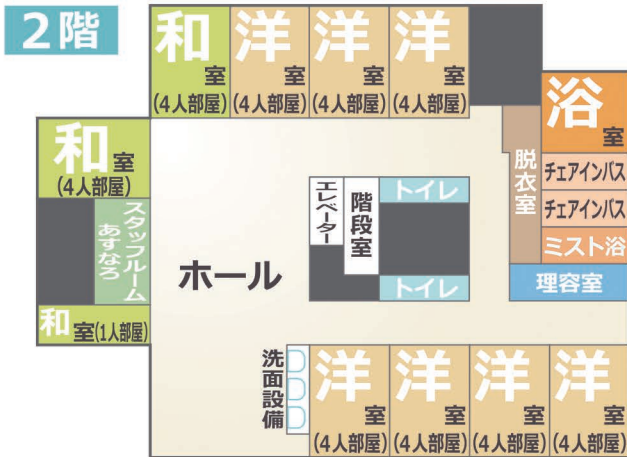 2階
和室
(4人部屋)
洋室
(4人部屋)
洋室
(4人部屋)
洋室
(4人部屋)
浴室
脱衣室
チェアインバス
チェアインバス
ミスト浴
理容室
和室
(4人部屋)
スタッフルーム
あすなろ
和室(1人部屋)
ホール
エレベーター
階段室
トイレ
トイレ
洗面設備
洋室
(4人部屋)
洋室
(4人部屋)
洋室
(4人部屋)
洋室
(4人部屋)